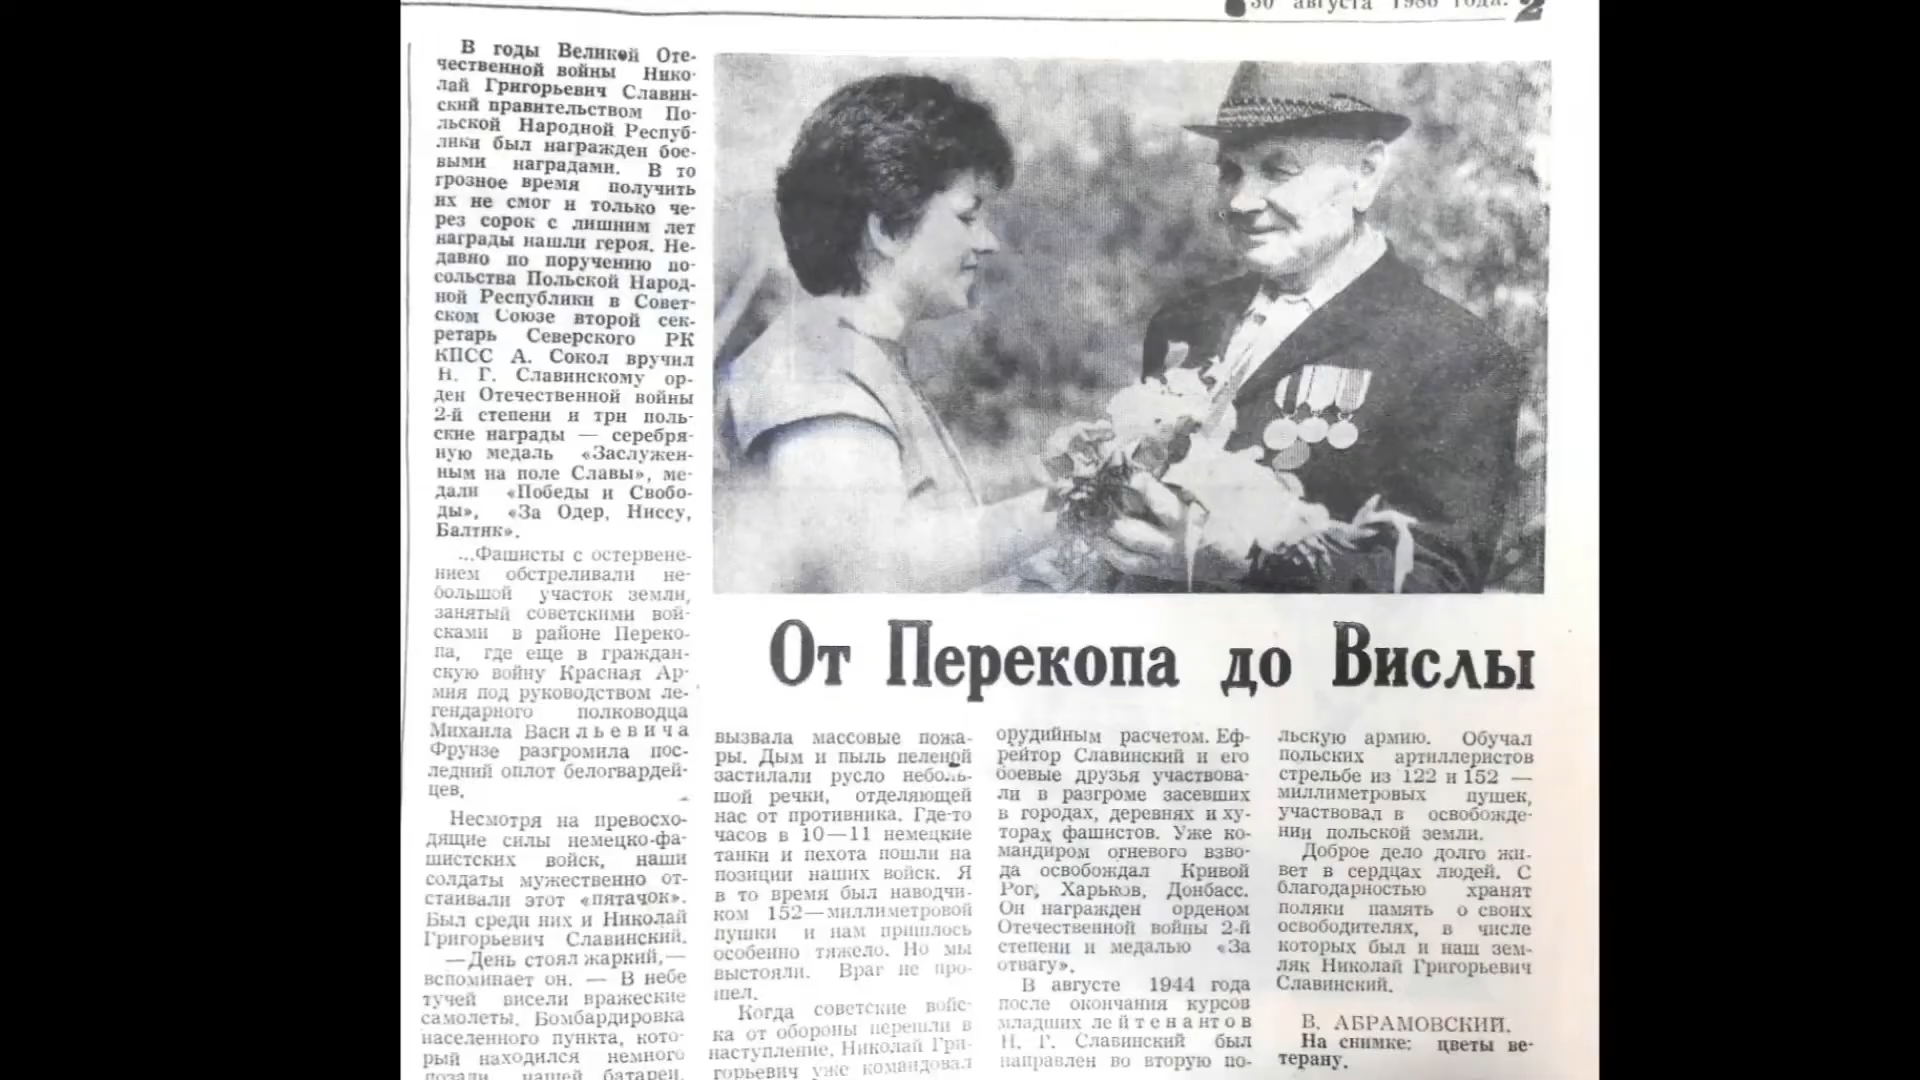 30 августа 1986 года. 2
В годы Великой Оте-
чественной войны Нико-
лай Григорьевич Славин-
ский правительством По-
льской Народной Респуб-
лики был награжден бое-
выми наградами. В то
грозное время получить
их не смог и только че-
рез сорок с лишним лет
награды нашли героя. Не-
давно по поручению по-
сольства Польской Народ-
ной Республики в Совет-
ском Союзе второй сек-
ретарь Северского РК
КПСС А. Сокол вручил
Н. Г. Славинскому ор-
ден Отечественной войны
2-й степени и три поль-
ские награды — серебря-
ную медаль «Заслужен-
ным на поле Славы», ме-
дали «Победы и Свобо-
ды», «За Одер, Ниссу,
Балтик».
...Фашисты с остервене-
нием обстреливали не-
большой участок земли,
занятый советскими вой-
сками в районе Переко-
па, где еще в граждан-
скую войну Красная Ар-
мия под руководством ле-
гендарного полководца
Михаила Васильевича
Фрунзе разгромила пос-
ледний оплот белогвардей-
цев.
Несмотря на превосхо-
дящие силы немецко-фа-
шистских войск, наши
солдаты мужественно от-
стаивали этот «пятачок».
Был среди них и Николай
Григорьевич Славинский.
—День стоял жаркий,—
вспоминает он. — В небе
тучей висели вражеские
самолеты. Бомбардировка
населенного пункта, кото-
рый находился немного
позади нашей батареи,
От Перекопа до Вислы
вызвала массовые пожа-
ры. Дым и пыль пеленой
застилали русло неболь-
шой речки, отделяющей
нас от противника. Где-то
часов в 10—11 немецкие
танки и пехота пошли на
позиции наших войск. Я
в то время был наводчи-
ком 152—миллиметровой
пушки и нам пришлось
особенно тяжело. Но мы
выстояли. Враг не про-
шел.
Когда советские войс-
ка от обороны перешли в
наступление, Николай Гри-
горьевич уже командовал
орудийным расчетом. Еф-
рейтор Славинский и его
боевые друзья участвова-
ли в разгроме засевших
в городах, деревнях и ху-
торах фашистов. Уже ко-
мандиром огневого взво-
да освобождал Кривой
Рог, Харьков, Донбасс.
Он награжден орденом
Отечественной войны 2-й
степени и медалью «За
отвагу».
В августе 1944 года
после окончания курсов
младших лейтенантов
Н. Г. Славинский был
направлен во вторую по-
льскую армию. Обучал
польских артиллеристов
стрельбе из 122 и 152 —
миллиметровых пушек,
участвовал в освобожде-
нии польской земли.
Доброе дело долго жи-
вет в сердцах людей. С
благодарностью хранят
поляки память о своих
освободителях, в числе
которых был и наш зем-
ляк Николай Григорьевич
Славинский.
В. АБРАМОВСКИЙ.
На снимке: цветы ве-
терану.